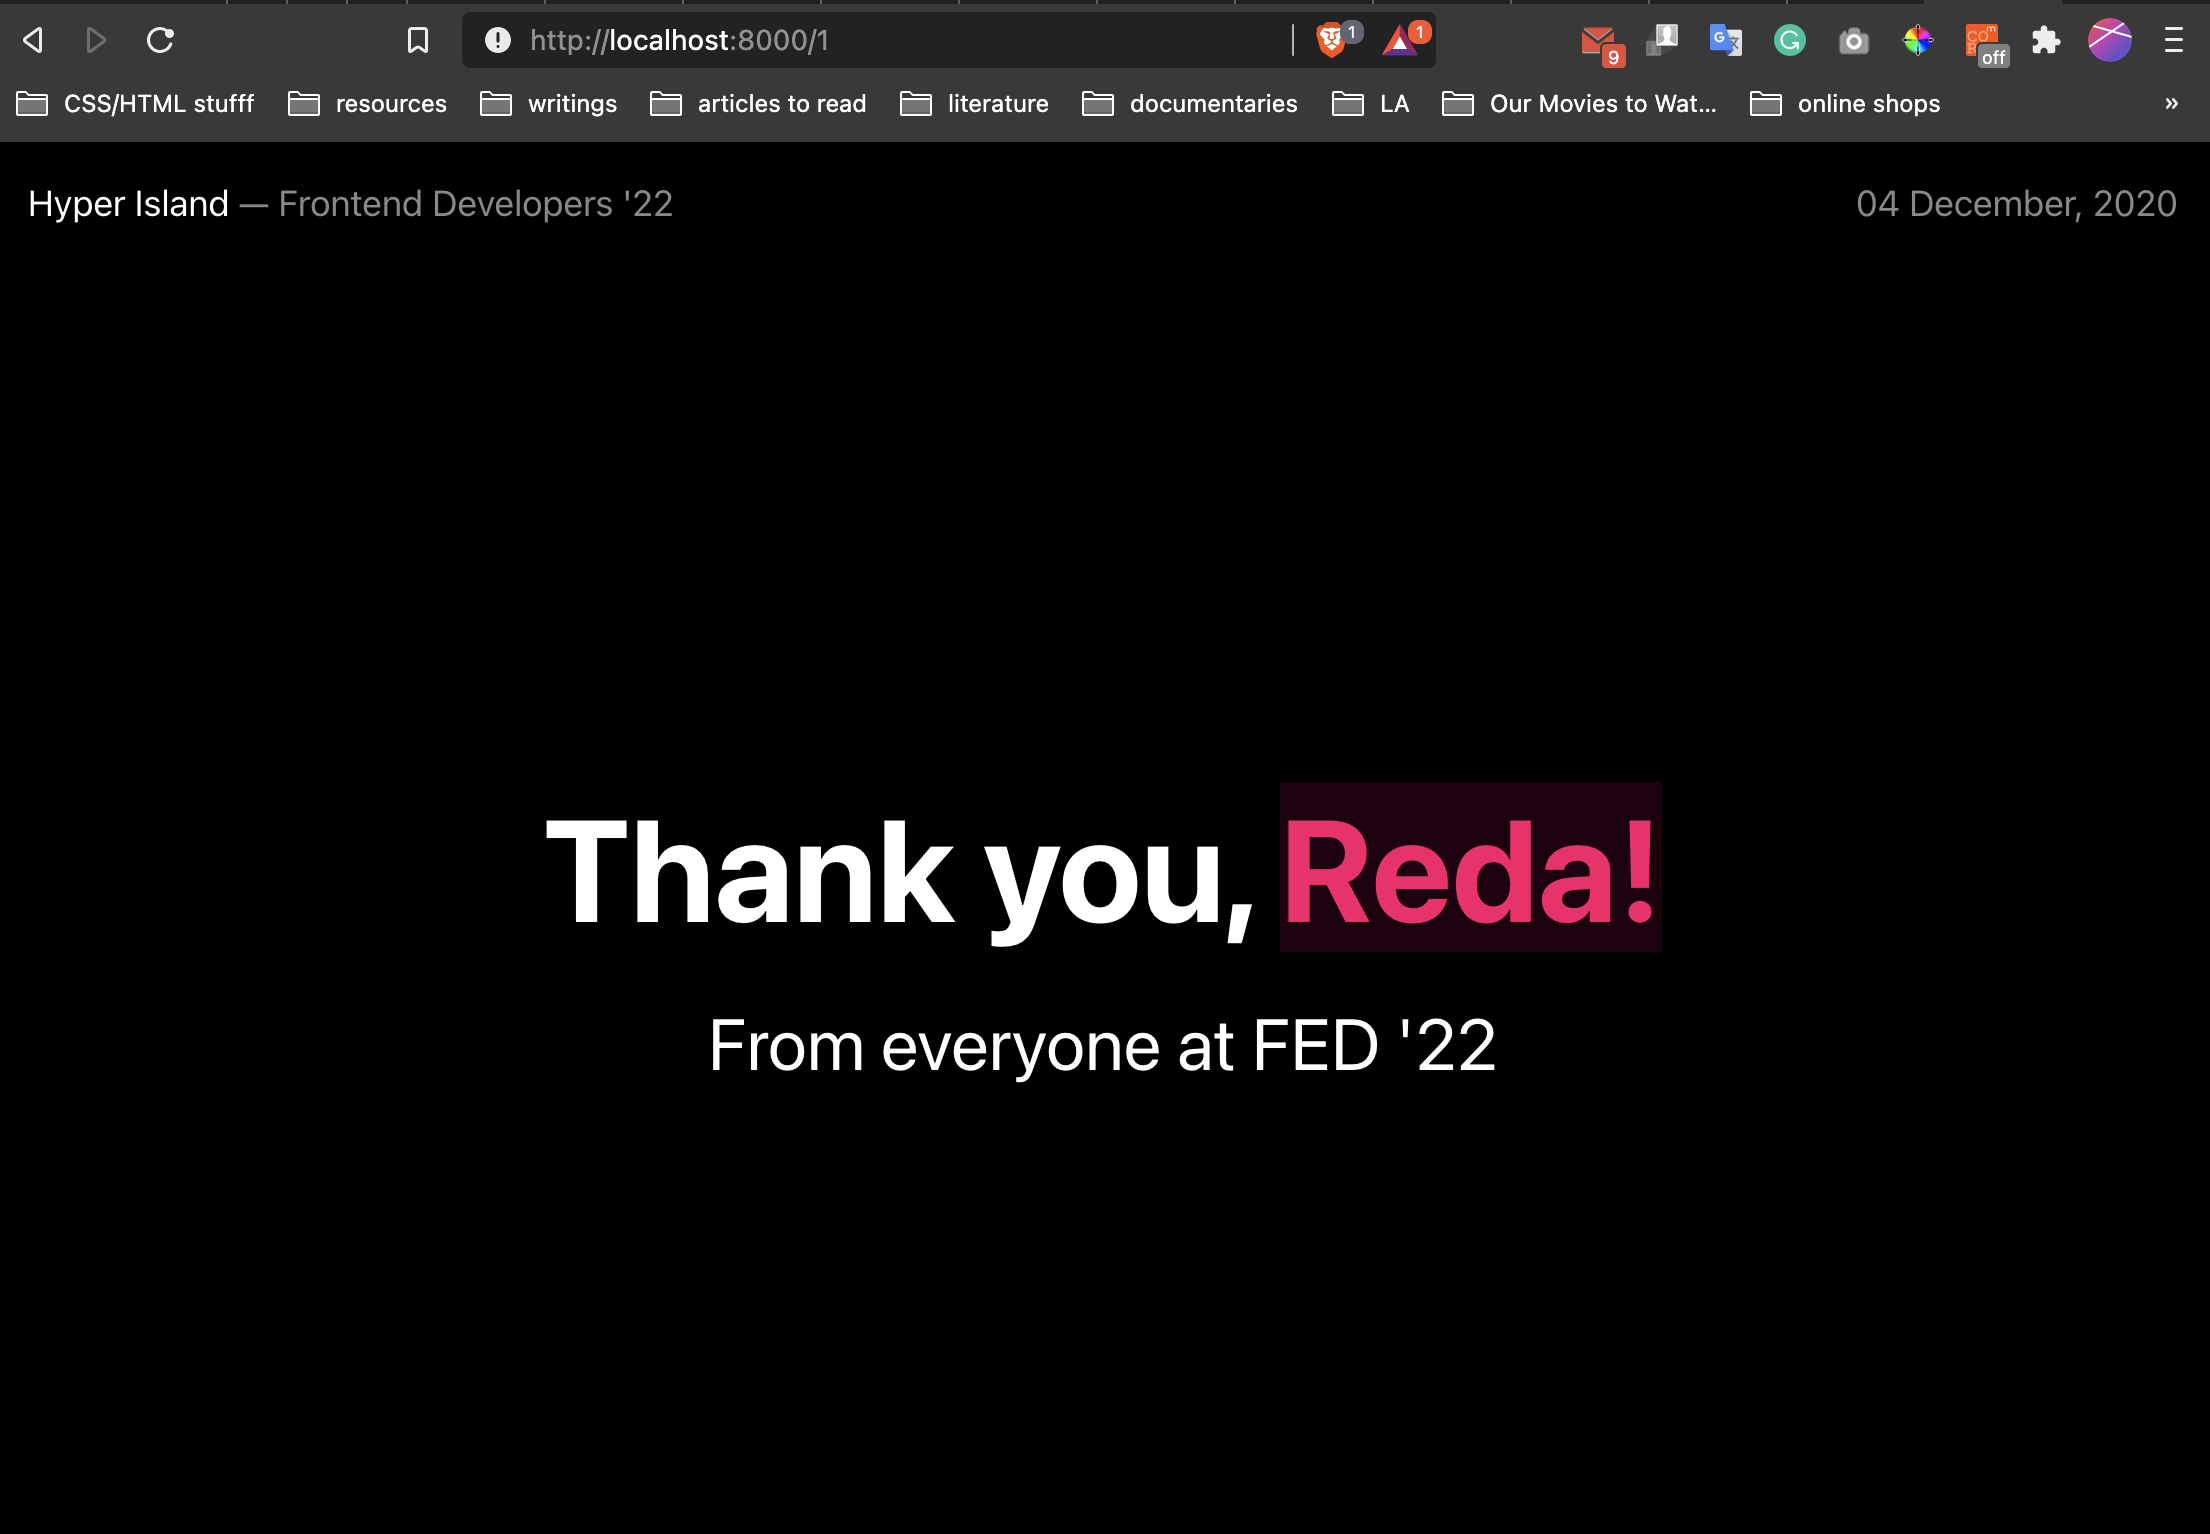 http://localhost:8000/1
1
1
9
G
G
COm
off
CSS/HTML stufff
resources
writings
articles to read
literature
documentaries
LA
Our Movies to Wat...
online shops
»
Hyper Island — Frontend Developers '22
04 December, 2020
Thank you, Reda!
From everyone at FED '22